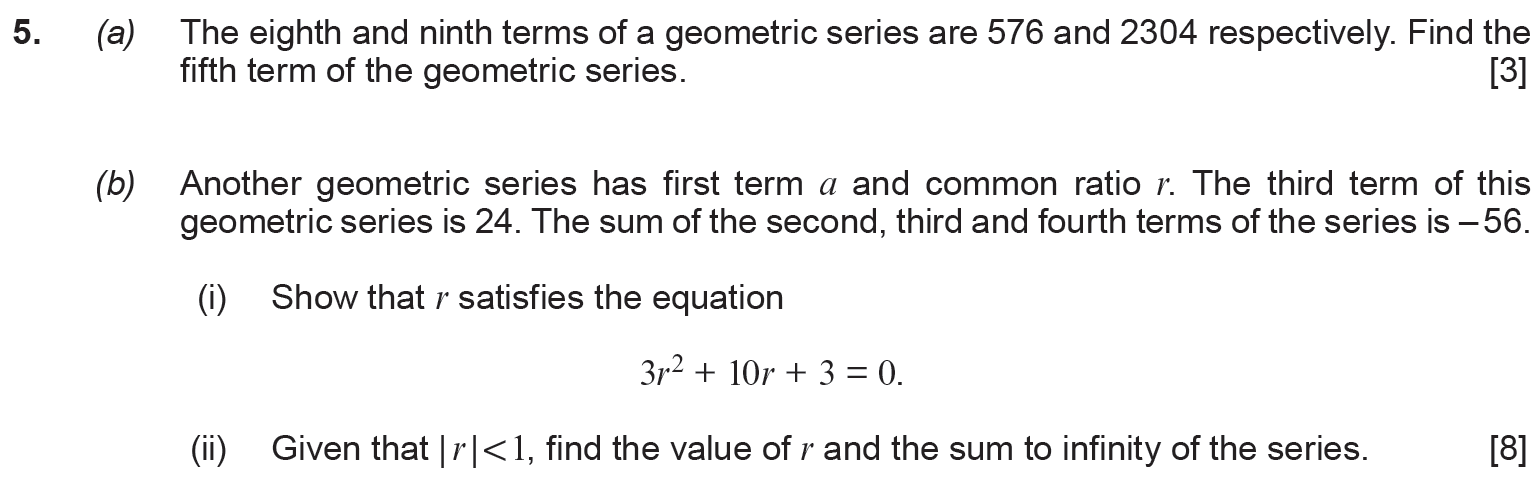 5. (a) The eighth and ninth terms of a geometric series are 576 and 2304 respectively. Find the
fifth term of the geometric series. [3]
(b) Another geometric series has first term a and common ratio r. The third term of this
geometric series is 24. The sum of the second, third and fourth terms of the series is –56.
(i) Show that r satisfies the equation
3r² + 10r + 3 = 0.
(ii) Given that |r|<1, find the value of r and the sum to infinity of the series. [8]